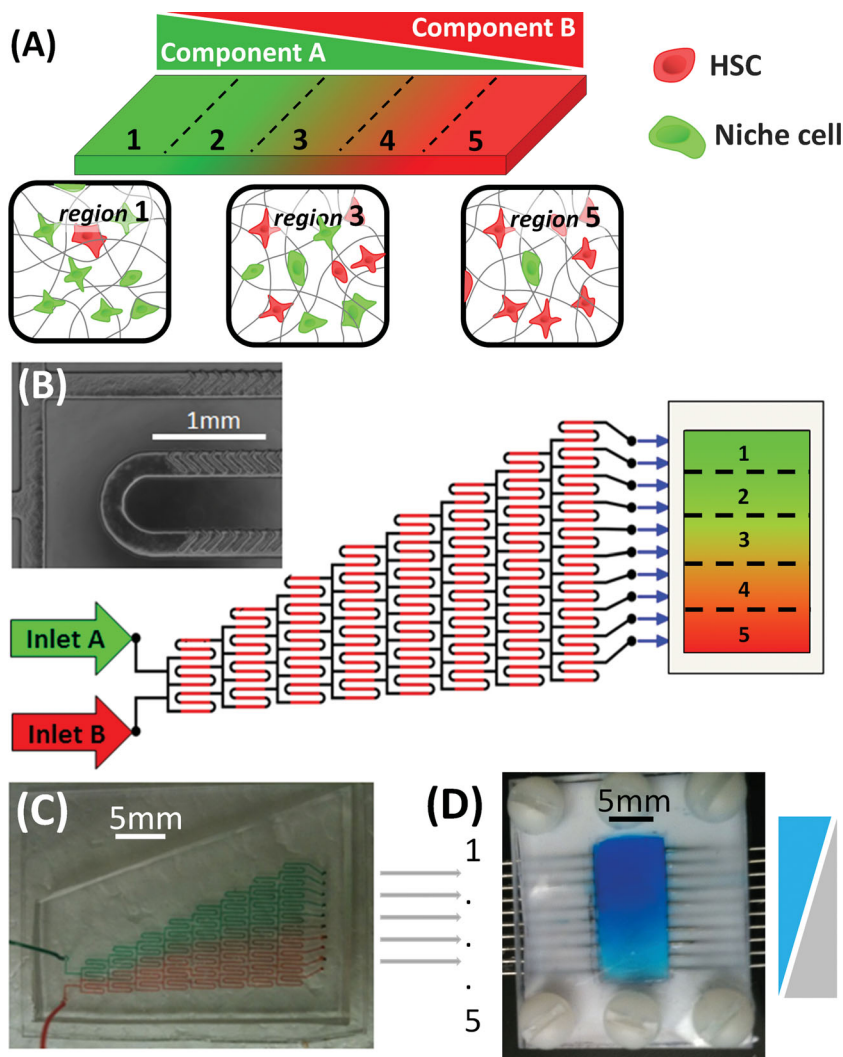 (A)
Component B
Component A
1
2
3
4
5
HSC
Niche cell
region 1
region 3
region 5
(B)
1mm
1
2
3
4
5
Inlet A
Inlet B
(C)
5mm
(D)
5mm
1
.
.
.
.
5